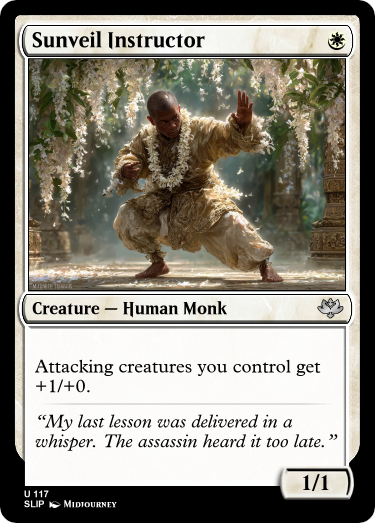 Sunveil Instructor
Creature — Human Monk
Attacking creatures you control get
+1/+0.
“My last lesson was delivered in a
whisper. The assassin heard it too late.”
1/1
U 117
SLIP MIDJOURNEY